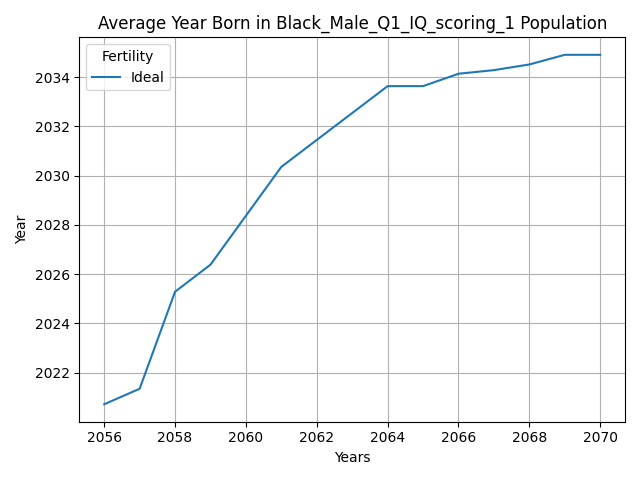 Average Year Born in Black_Male_Q1_IQ_scoring_1 Population
Fertility
Ideal
Year
2034
2032
2030
2028
2026
2024
2022
2056 2058 2060 2062 2064 2066 2068 2070
Years